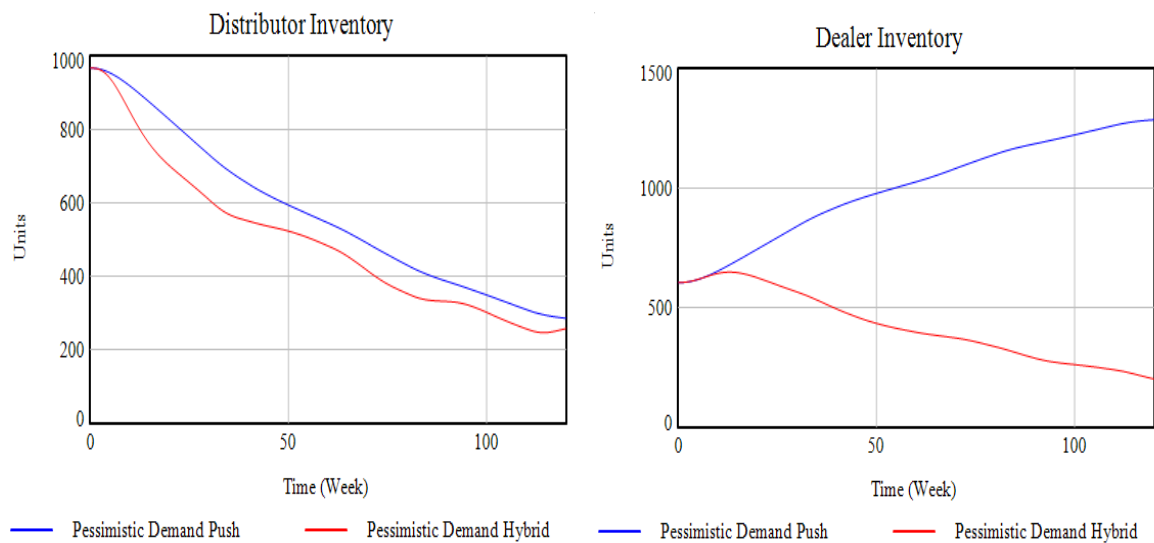 Distributor Inventory
1000
800
600
400
200
0
Units
0 50 100
Time (Week)
Pessimistic Demand Push Pessimistic Demand Hybrid
Dealer Inventory
1500
1000
500
0
Units
0 50 100
Time (Week)
Pessimistic Demand Push Pessimistic Demand Hybrid